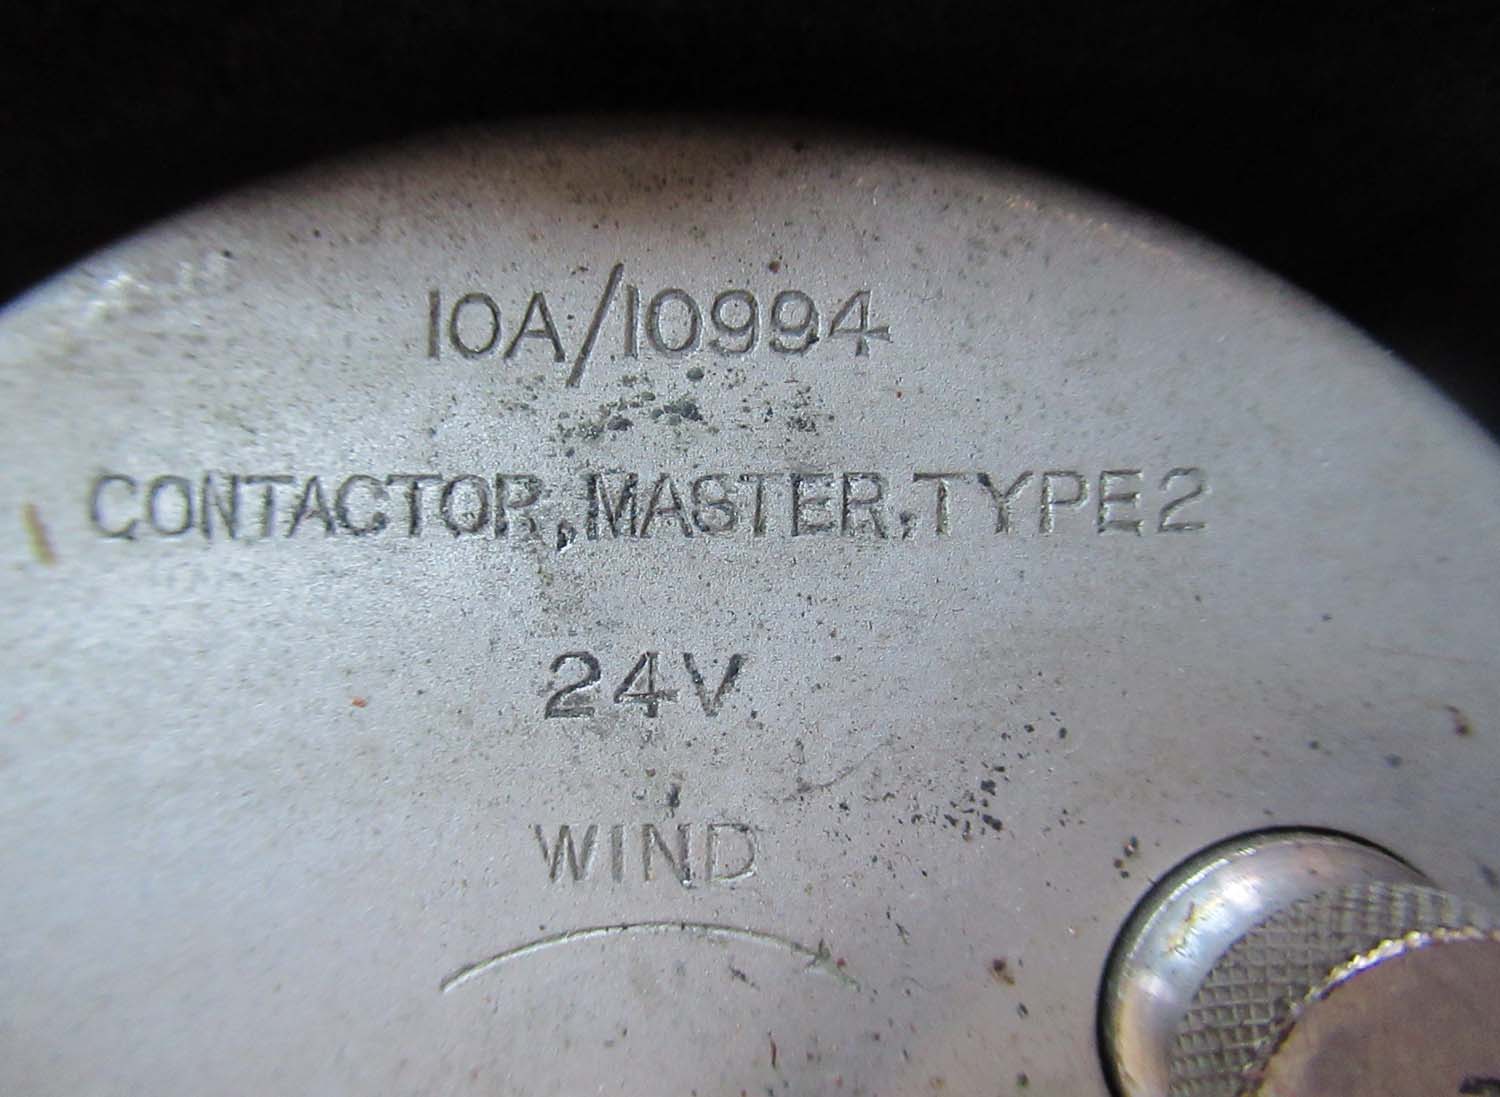 10A/10994
CONTACTOR, MASTER, TYPE 2
24V
WIND